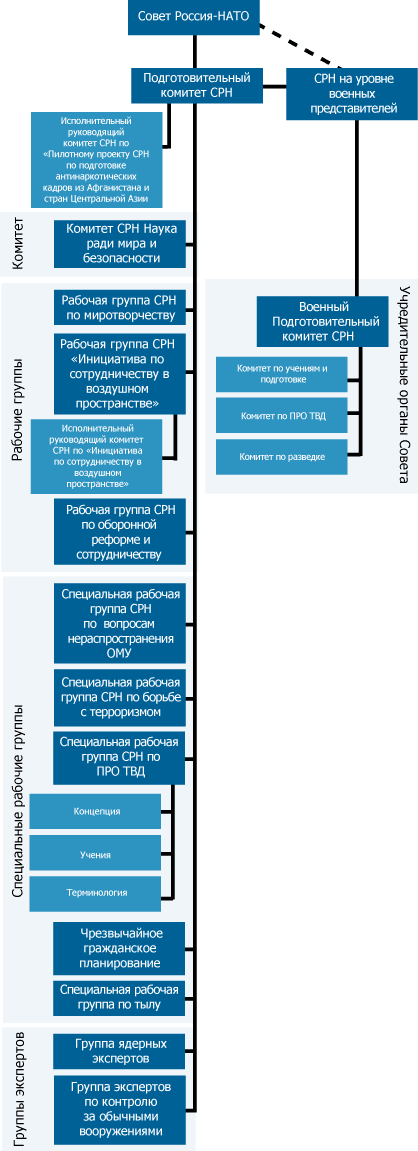 Совет Россия-НАТО
Подготовительный
комитет СРН
СРН на уровне
военных
представителей
Исполнительный
руководящий
комитет СРН по
«Пилотному проекту СРН
по подготовке
антинаркотических
кадров из Афганистана и
стран Центральной Азии
Комитет
Комитет СРН Наука
ради мира и
безопасности
Рабочие группы
Рабочая группа СРН
по миротворчеству
Рабочая группа СРН
«Инициатива по
сотрудничеству в
воздушном
пространстве»
Исполнительный
руководящий комитет
СРН по «Инициатива
по сотрудничеству в
воздушном
пространстве»
Рабочая группа СРН
по оборонной
реформе и
сотрудничеству
Учредительные органы Совета
Военный
Подготовительный
комитет СРН
Комитет по учениям и
подготовке
Комитет по ПРО ТВД
Комитет по разведке
Специальные рабочие группы
Специальная рабочая
группа СРН
по вопросам
нераспространения
ОМУ
Специальная рабочая
группа СРН по борьбе
с терроризмом
Специальная рабочая
группа СРН по
ПРО ТВД
Концепция
Учения
Терминология
Чрезвычайное
гражданское
планирование
Специальная рабочая
группа по тылу
Группы экспертов
Группа ядерных
экспертов
Группа экспертов
по контролю
за обычными
вооружениями